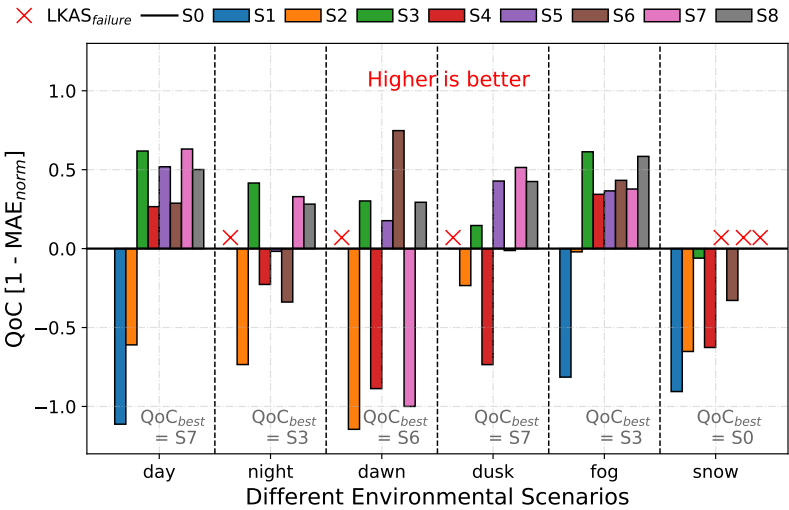 LKAS_failure S0 S1 S2 S3 S4 S5 S6 S7 S8
Higher is better
QoC [1 - MAE_norm]
1.0
0.5
0.0
−0.5
−1.0
QoC_best = S7
QoC_best = S3
QoC_best = S6
QoC_best = S7
QoC_best = S3
QoC_best = S0
day night dawn dusk fog snow
Different Environmental Scenarios